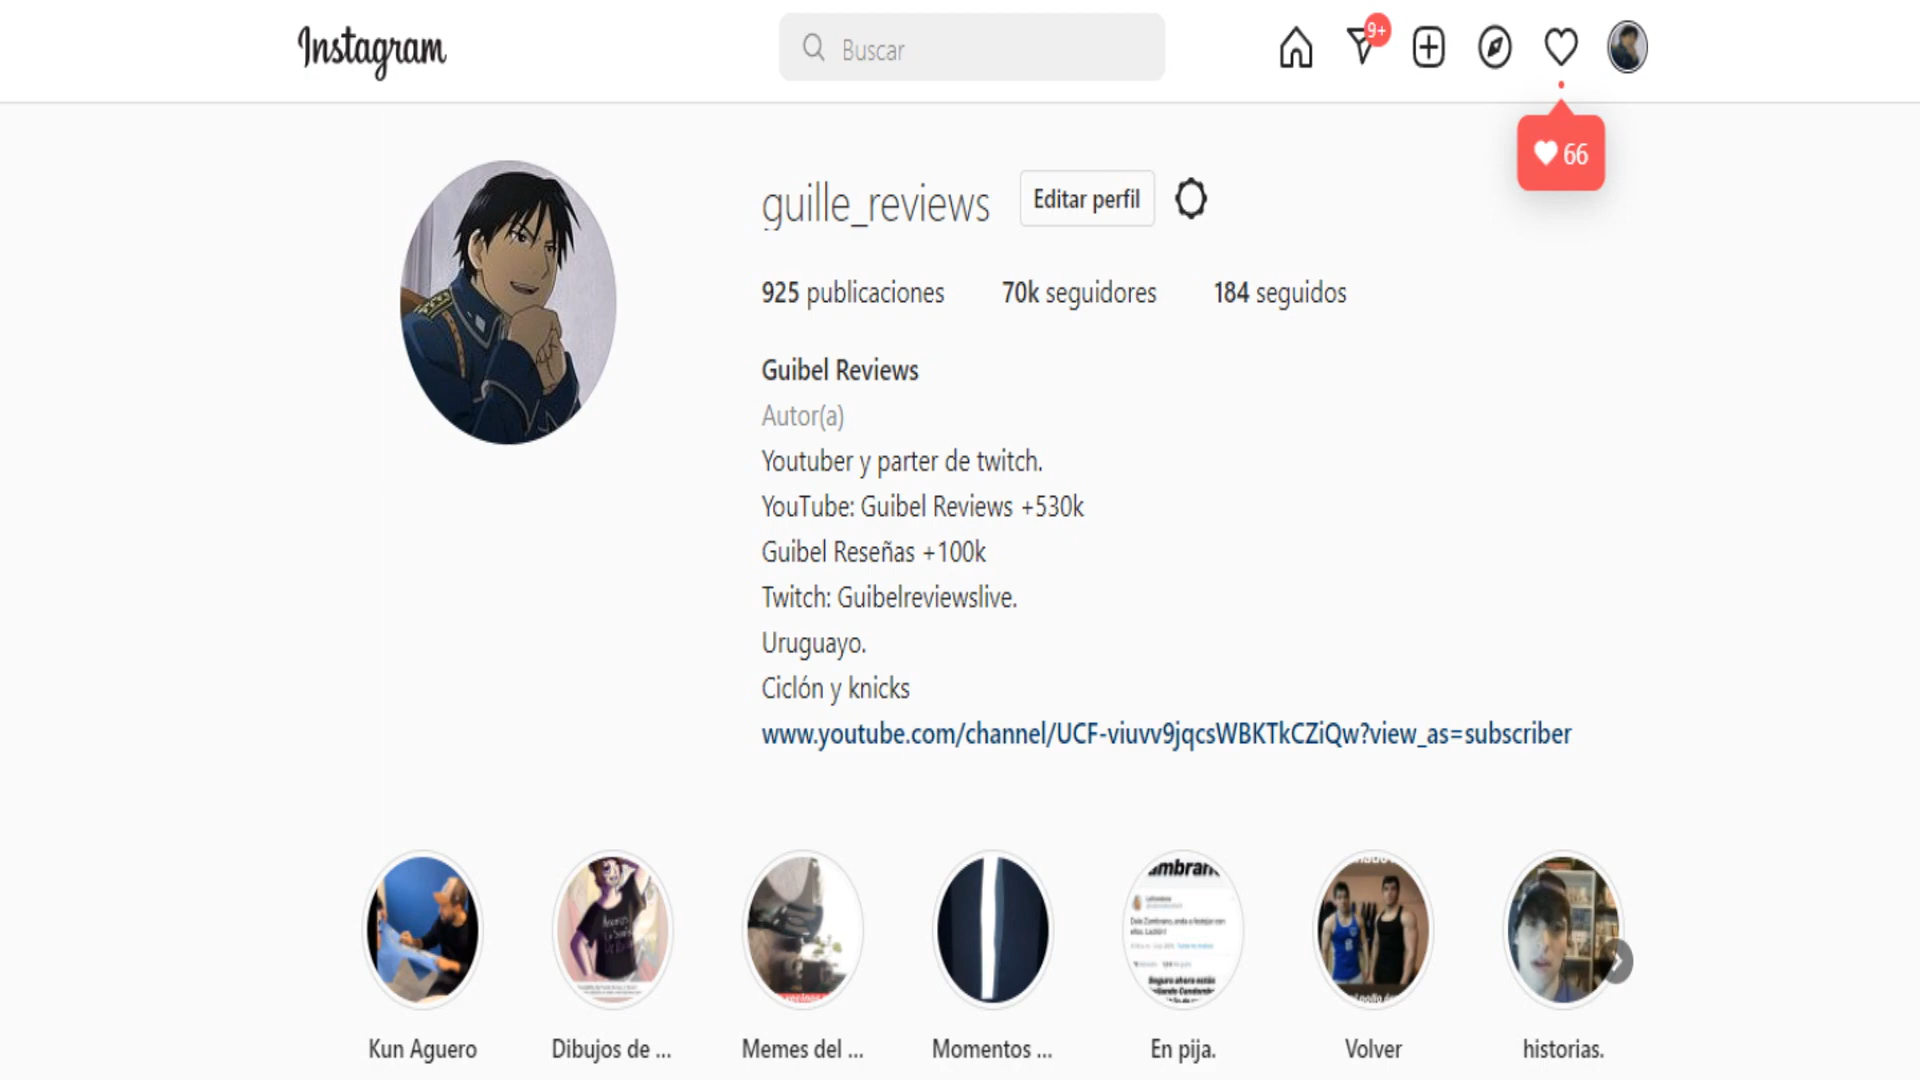 Instagram
Buscar
9+
66
guille_reviews
Editar perfil
925 publicaciones 70k seguidores 184 seguidos
Guibel Reviews
Autor(a)
Youtuber y parter de twitch.
YouTube: Guibel Reviews +530k
Guibel Reseñas +100k
Twitch: Guibelreviewslive.
Uruguayo.
Ciclón y knicks
www.youtube.com/channel/UCF-viuvv9jqcsWBKTkCZiQw?view_as=subscriber
Kun Aguero
Dibujos de ...
Memes del ...
Momentos ...
En pija.
Volver
historias.